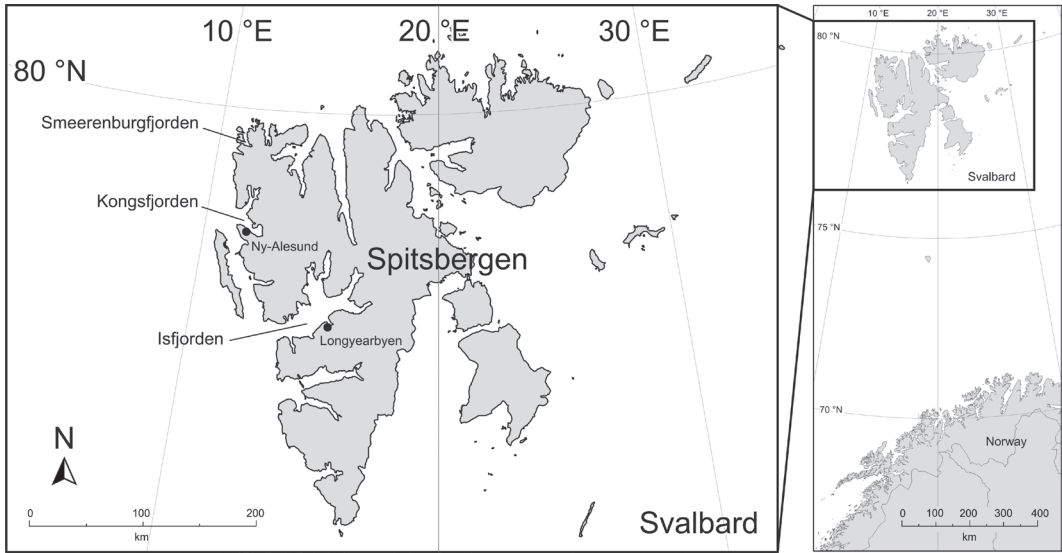 10 °E
20 °E
30 °E
80 °N
Smeerenburgfjorden
Kongsfjorden
Ny-Alesund
Spitsbergen
Isfjorden
Longyearbyen
N
0 100 200
km
Svalbard
10 °E
20 °E
30 °E
80 °N
Svalbard
75 °N
70 °N
Norway
0 100 200 300 400
km